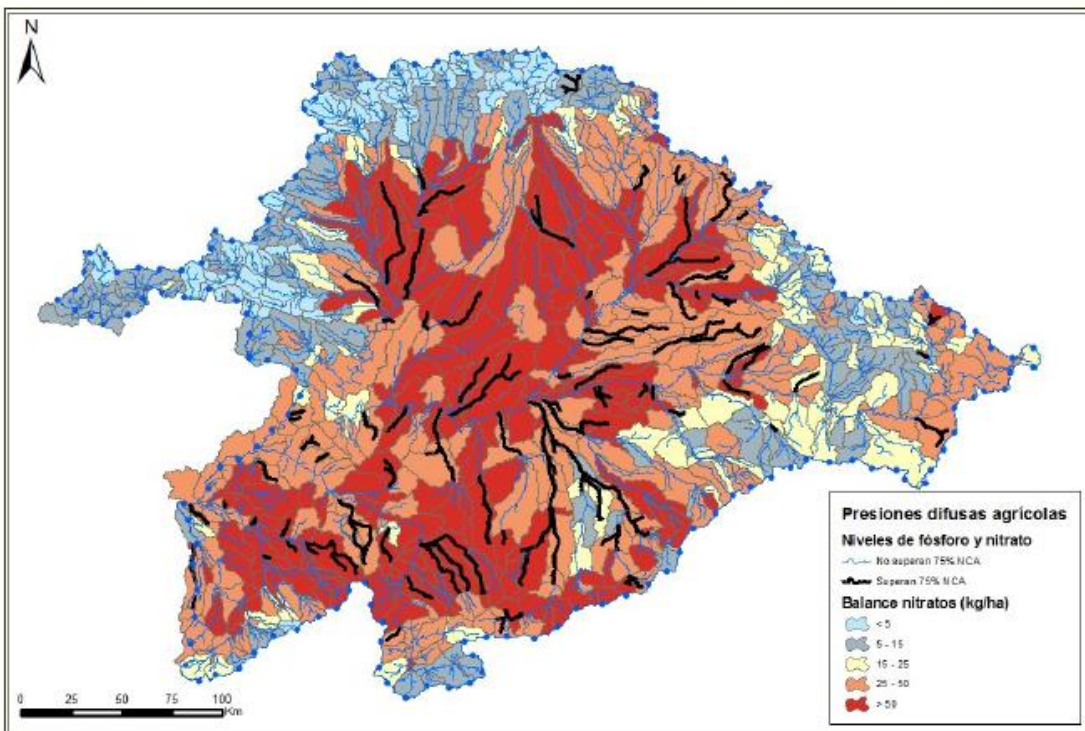 N
Presiones difusas agrícolas
Niveles de fósforo y nitrato
No superan 75% NCA
Superan 75% NCA
Balance nitratos (kg/ha)
< 5
5 - 15
15 - 25
25 - 50
> 50
0 25 50 75 100
Km